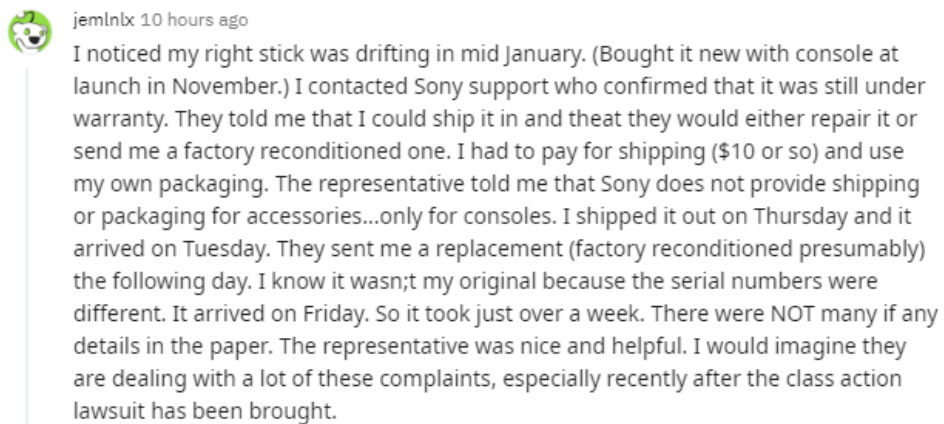 jemlnlx 10 hours ago
I noticed my right stick was drifting in mid January. (Bought it new with console at
launch in November.) I contacted Sony support who confirmed that it was still under
warranty. They told me that I could ship it in and theat they would either repair it or
send me a factory reconditioned one. I had to pay for shipping ($10 or so) and use
my own packaging. The representative told me that Sony does not provide shipping
or packaging for accessories...only for consoles. I shipped it out on Thursday and it
arrived on Tuesday. They sent me a replacement (factory reconditioned presumably)
the following day. I know it wasn;t my original because the serial numbers were
different. It arrived on Friday. So it took just over a week. There were NOT many if any
details in the paper. The representative was nice and helpful. I would imagine they
are dealing with a lot of these complaints, especially recently after the class action
lawsuit has been brought.